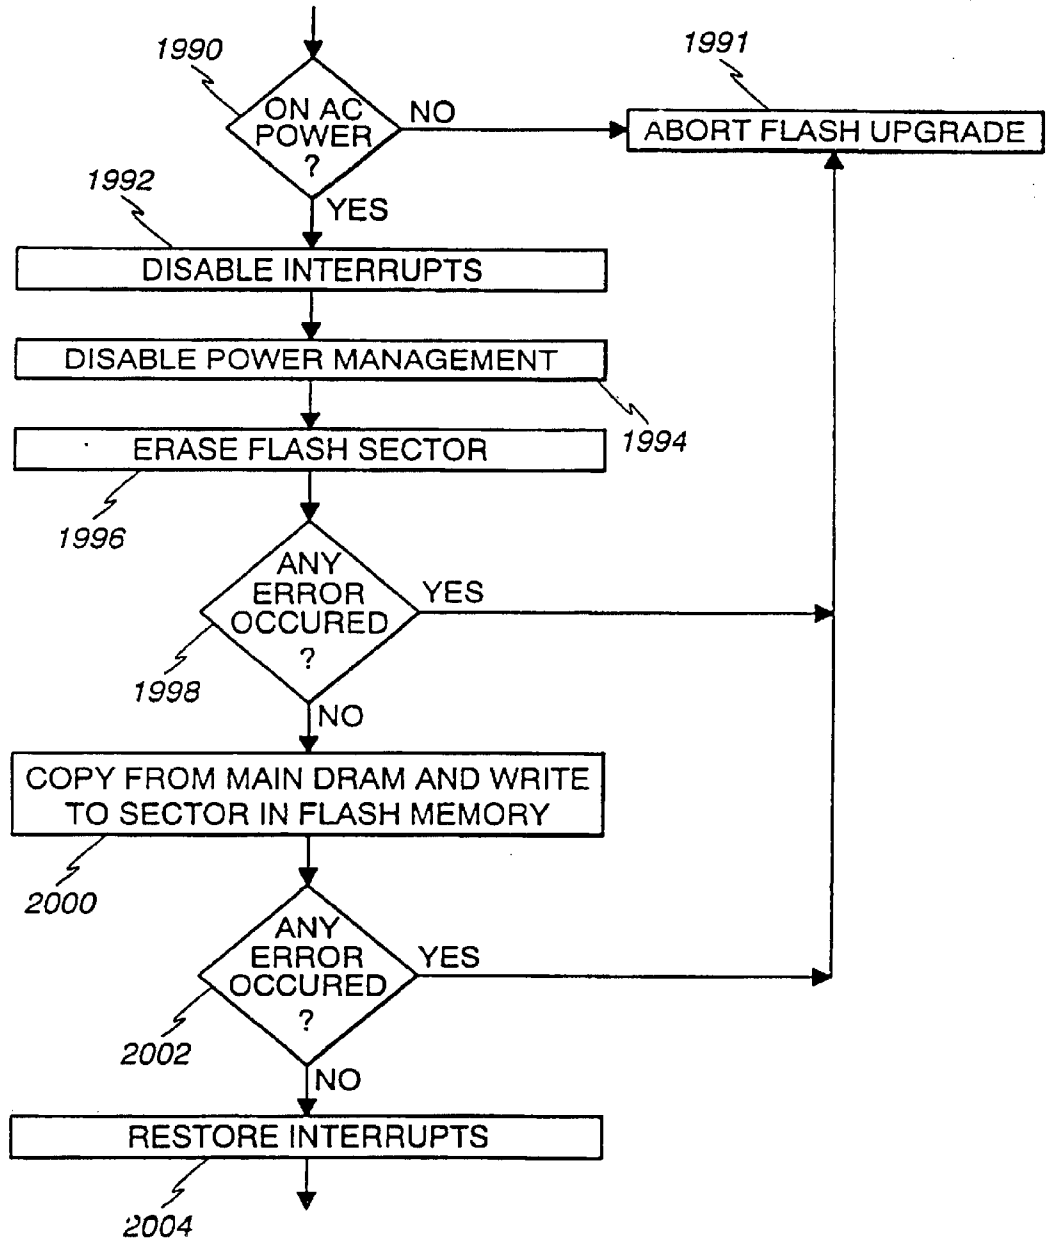 1990
1991
ON AC
POWER
?
NO
ABORT FLASH UPGRADE
1992
YES
DISABLE INTERRUPTS
DISABLE POWER MANAGEMENT
1994
ERASE FLASH SECTOR
1996
ANY
ERROR
OCCURED
?
YES
1998
NO
COPY FROM MAIN DRAM AND WRITE
TO SECTOR IN FLASH MEMORY
2000
ANY
ERROR
OCCURED
?
YES
2002
NO
RESTORE INTERRUPTS
2004